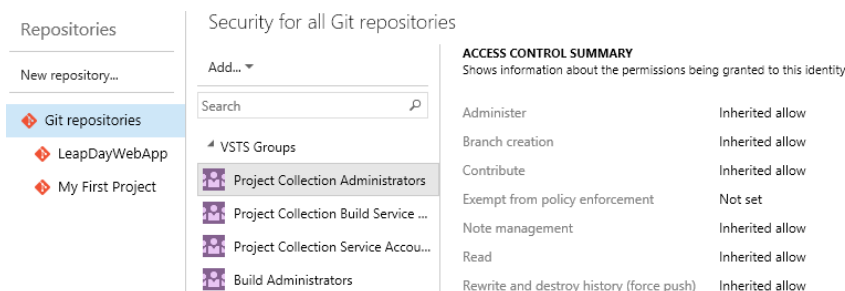 Repositories
New repository...
Git repositories
LeapDayWebApp
My First Project
Security for all Git repositories
Add...
Search
VSTS Groups
Project Collection Administrators
Project Collection Build Service ...
Project Collection Service Accou...
Build Administrators
ACCESS CONTROL SUMMARY
Shows information about the permissions being granted to this identity
Administer Inherited allow
Branch creation Inherited allow
Contribute Inherited allow
Exempt from policy enforcement Not set
Note management Inherited allow
Read Inherited allow
Rewrite and destroy history (force push) Inherited allow